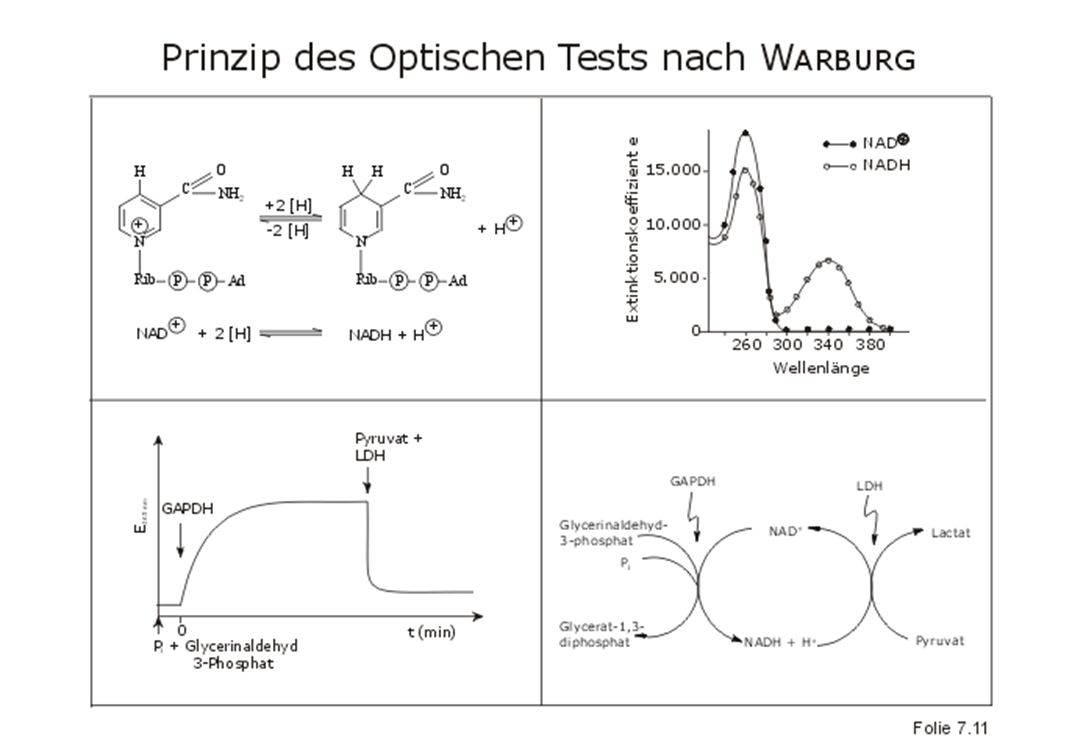 Prinzip des Optischen Tests nach WARBURG
H
C
O
NH₂
+
N
Rib–P–P–Ad
+2 [H]
-2 [H]
H H
C
O
NH₂
N
Rib–P–P–Ad
+ H⊕
NAD⊕ + 2 [H]
NADH + H⊕
Extinktionskoeffizient e
NAD⊕
NADH
15.000
10.000
5.000
0
260 300 340 380
Wellenlänge
E
GAPDH
Pyruvat +
LDH
0
t (min)
Pi + Glycerinaldehyd
3-Phosphat
GAPDH
LDH
Glycerinaldehyd-
3-phosphat
Pi
NAD⁺
Lactat
Glycerat-1,3-
diphosphat
NADH + H⁺
Pyruvat
Folie 7.11